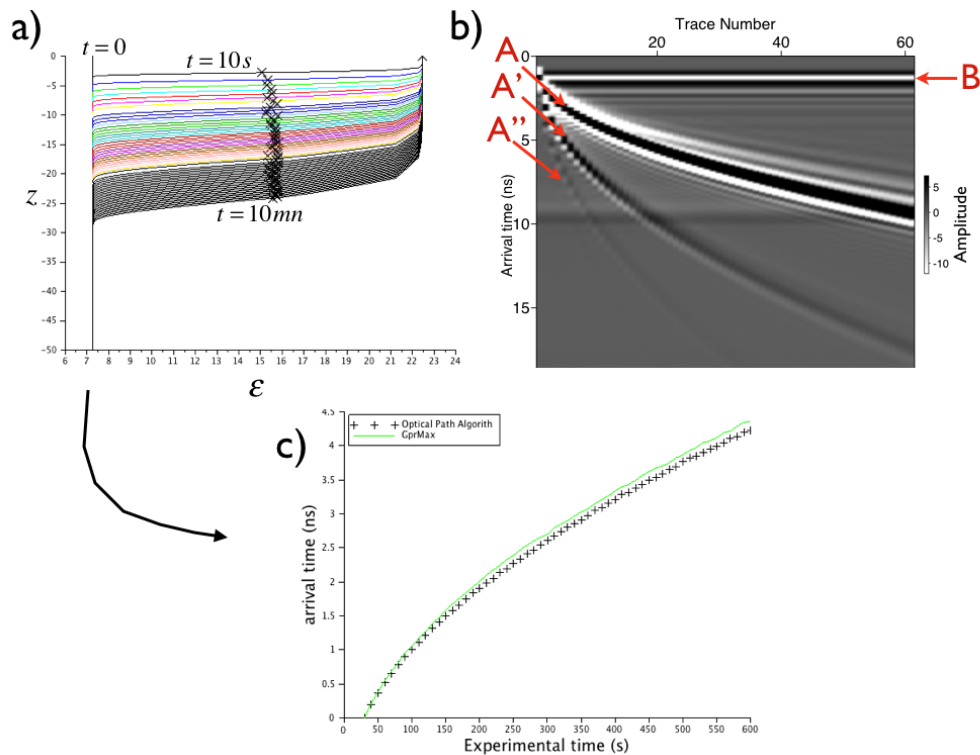 a)
t = 0
t = 10 s
t = 10 mn
z
0
-5
-10
-15
-20
-25
-30
-35
-40
-45
-50
6 7 8 9 10 11 12 13 14 15 16 17 18 19 20 21 22 23 24
ε
b)
Trace Number
20 40 60
A
A'
A''
B
Arrival time (ns)
0
5
10
15
5
0
-5
-10
Amplitude
c)
Optical Path Algorith
GprMax
arrival time (ns)
4.5
4
3.5
3
2.5
2
1.5
1
0.5
0
0 50 100 150 200 250 300 350 400 450 500 550 600
Experimental time (s)